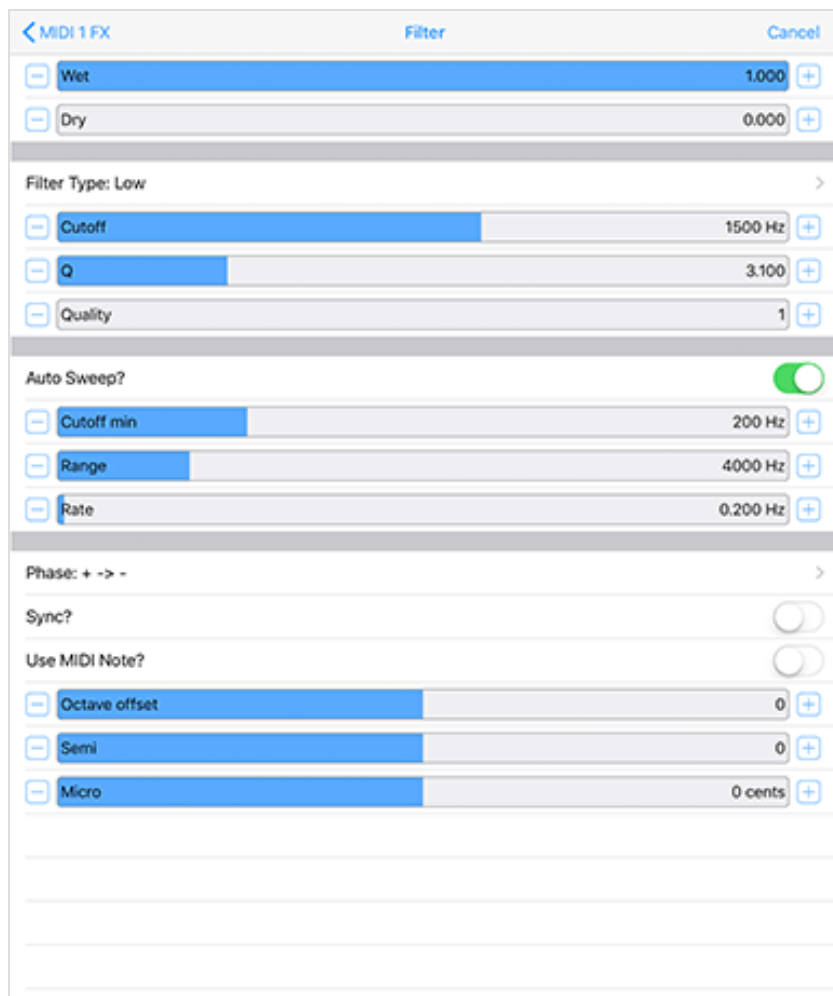 MIDI 1 FX Filter Cancel
Wet 1.000
Dry 0.000
Filter Type: Low
Cutoff 1500 Hz
Q 3.100
Quality 1
Auto Sweep?
Cutoff min 200 Hz
Range 4000 Hz
Rate 0.200 Hz
Phase: + -> -
Sync?
Use MIDI Note?
Octave offset 0
Semi 0
Micro 0 cents